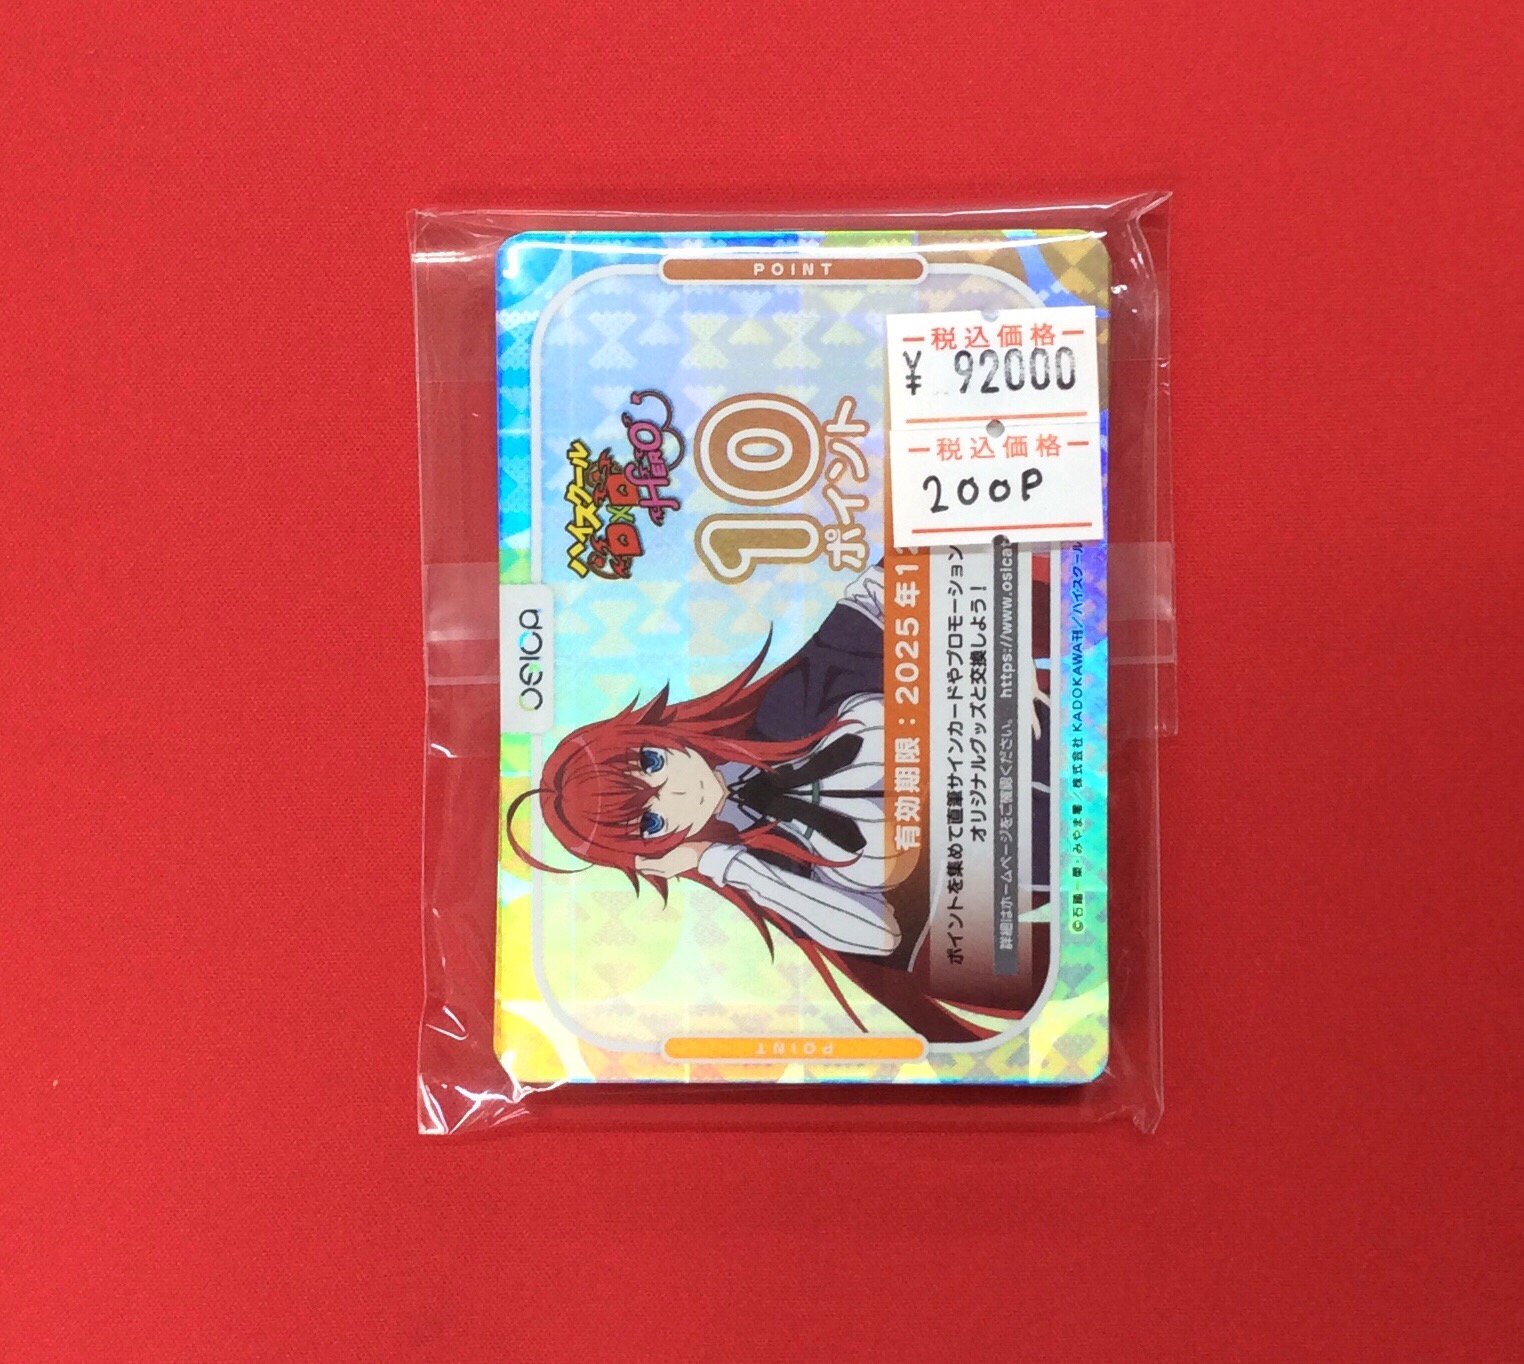 POINT
税込価格
¥ 92000
税込価格
200P
ハイスクール
D×D HERO
10
ポイント
osica
有効期限：2025年1
ポイントを集めて直筆サインカードやプロモーション
オリジナルグッズと交換しよう！
詳細はホームページをご確認ください。 https://www.osica
©石踏一榮・みやま零／株式会社KADOKAWA刊／ハイスクール
POINT